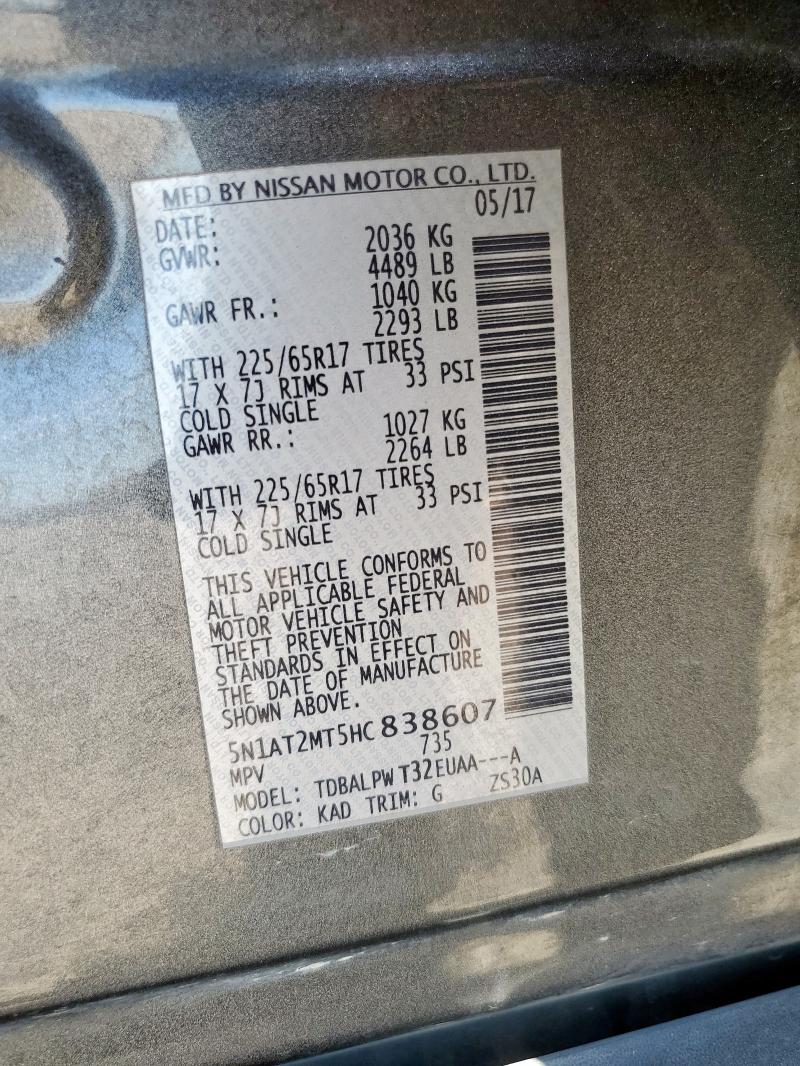 MFD BY NISSAN MOTOR CO., LTD.
DATE: 05/17
GVWR: 2036 KG
4489 LB
GAWR FR.: 1040 KG
2293 LB
WITH 225/65R17 TIRES
17 X 7J RIMS AT 33 PSI
COLD SINGLE
GAWR RR.: 1027 KG
2264 LB
WITH 225/65R17 TIRES
17 X 7J RIMS AT 33 PSI
COLD SINGLE
THIS VEHICLE CONFORMS TO
ALL APPLICABLE FEDERAL
MOTOR VEHICLE SAFETY AND
THEFT PREVENTION
STANDARDS IN EFFECT ON
THE DATE OF MANUFACTURE
SHOWN ABOVE.
5N1AT2MT5HC838607
MPV 735
MODEL: TDBALPWT32EUAA---A
COLOR: KAD TRIM: G ZS30A